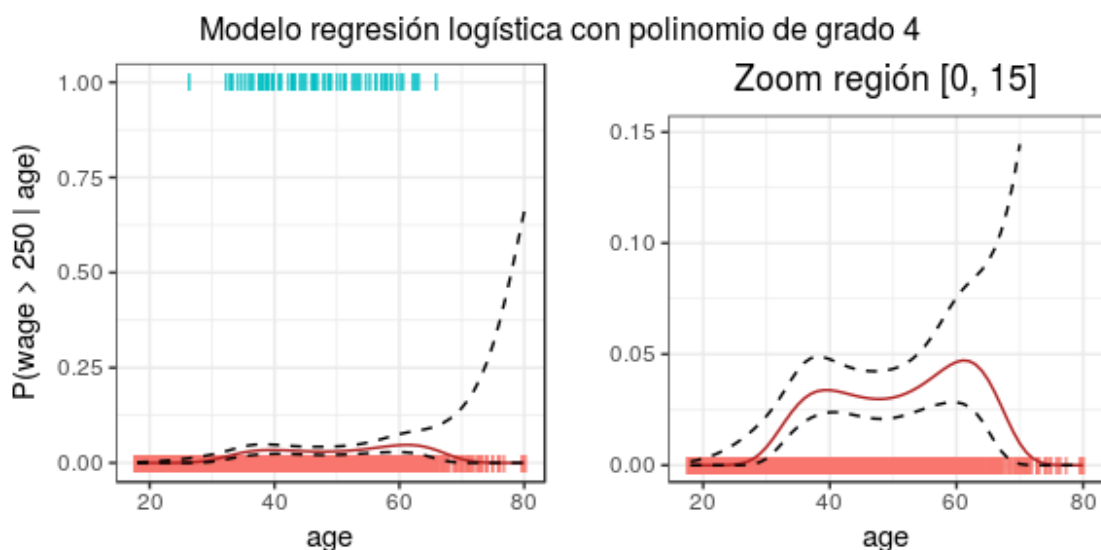 Modelo regresión logística con polinomio de grado 4
P(wage > 250 | age)
1.00
0.75
0.50
0.25
0.00
20 40 60 80
age
Zoom región [0, 15]
0.15
0.10
0.05
0.00
20 40 60 80
age